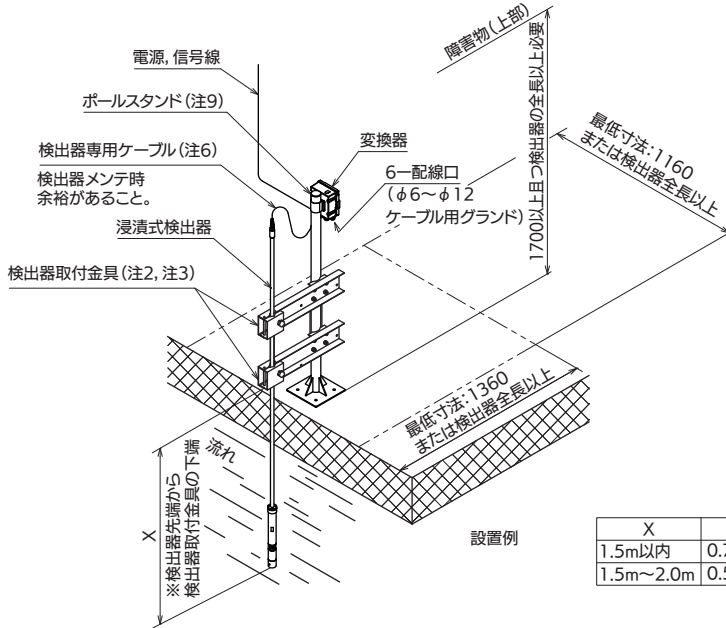 障害物（上部）
電源, 信号線
ポールスタンド（注9）
検出器専用ケーブル（注6）
検出器メンテ時
余裕があること。
浸漬式検出器
検出器取付金具（注2, 注3）
変換器
6ー配線口
（φ6～φ12
ケーブル用グランド）
1700以上且つ検出器の全長以上必要
最低寸法：1160
または検出器全長以上
最低寸法：1360
または検出器全長以上
流れ
X
※検出器先端から
検出器取付金具の下端
設置例
X
1.5m以内 0.7
1.5m～2.0m 0.5